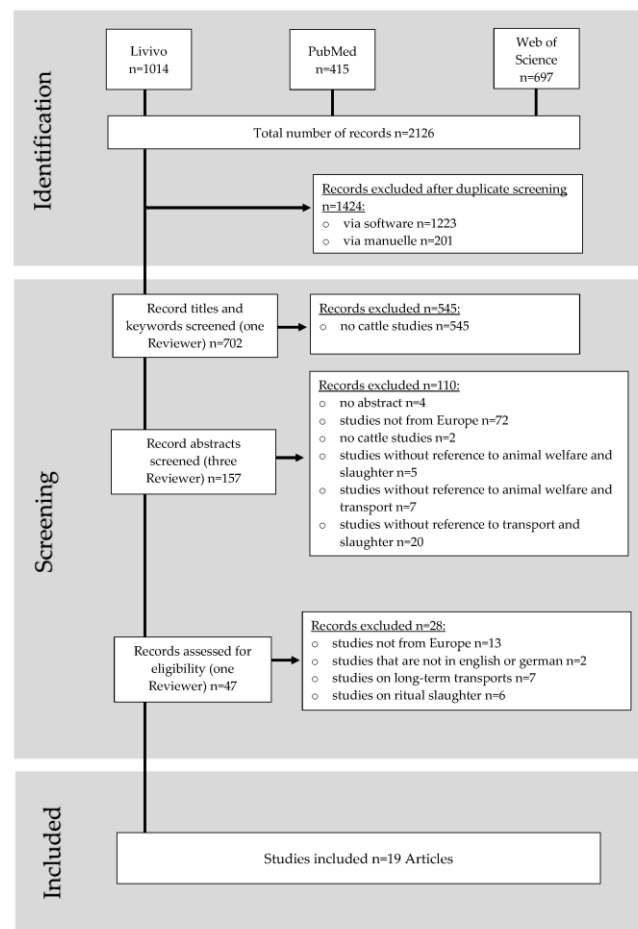 Identification
Livivo
n=1014
PubMed
n=415
Web of
Science
n=697
Total number of records n=2126
Records excluded after duplicate screening
n=1424:
o via software n=1223
o via manuelle n=201
Screening
Record titles and
keywords screened (one
Reviewer) n=702
Records excluded n=545:
o no cattle studies n=545
Record abstracts
screened (three
Reviewer) n=157
Records excluded n=110:
o no abstract n=4
o studies not from Europe n=72
o no cattle studies n=2
o studies without reference to animal welfare and
slaughter n=5
o studies without reference to animal welfare and
transport n=7
o studies without reference to transport and
slaughter n=20
Records assessed for
eligibility (one
Reviewer) n=47
Records excluded n=28:
o studies not from Europe n=13
o studies that are not in english or german n=2
o studies on long-term transports n=7
o studies on ritual slaughter n=6
Included
Studies included n=19 Articles